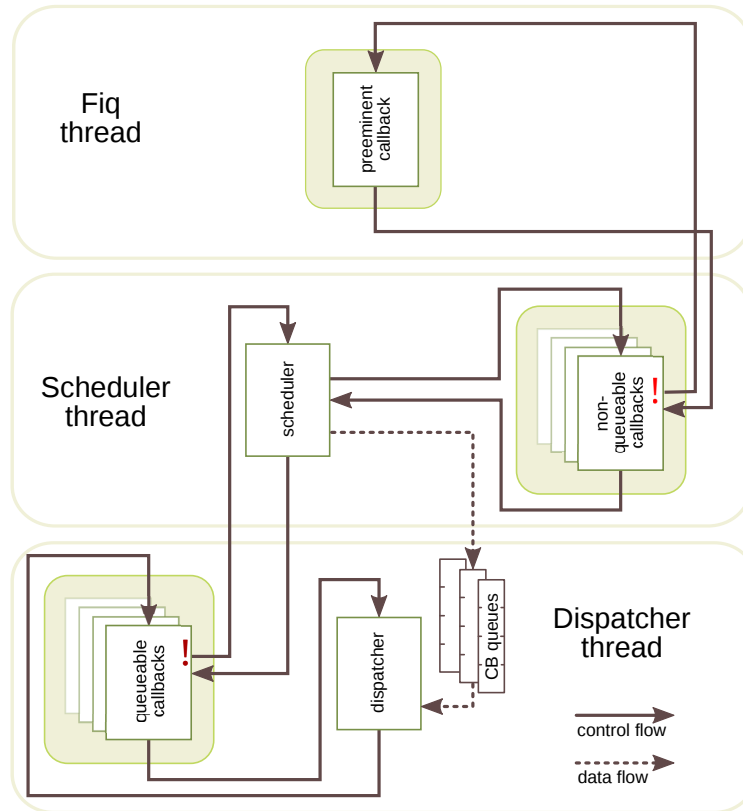 Fiq
thread
preeminent
callback
Scheduler
thread
scheduler
!
non-
queueable
callbacks
Dispatcher
thread
CB queues
!
queueable
callbacks
dispatcher
control flow
data flow